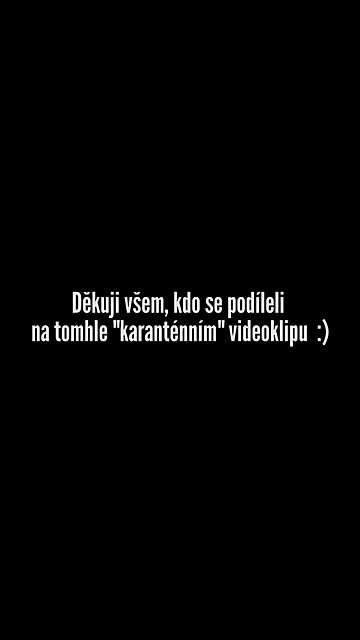 Děkuji všem, kdo se podíleli
na tomhle "karanténním" videoklipu :)